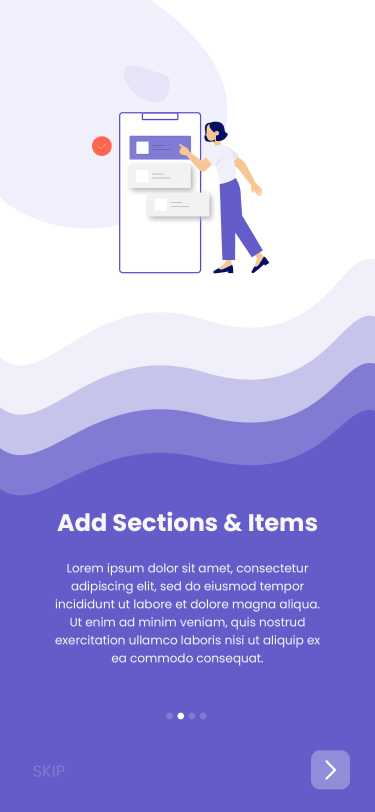 Add Sections & Items
Lorem ipsum dolor sit amet, consectetur
adipiscing elit, sed do eiusmod tempor
incididunt ut labore et dolore magna aliqua.
Ut enim ad minim veniam, quis nostrud
exercitation ullamco laboris nisi ut aliquip ex
ea commodo consequat.
SKIP